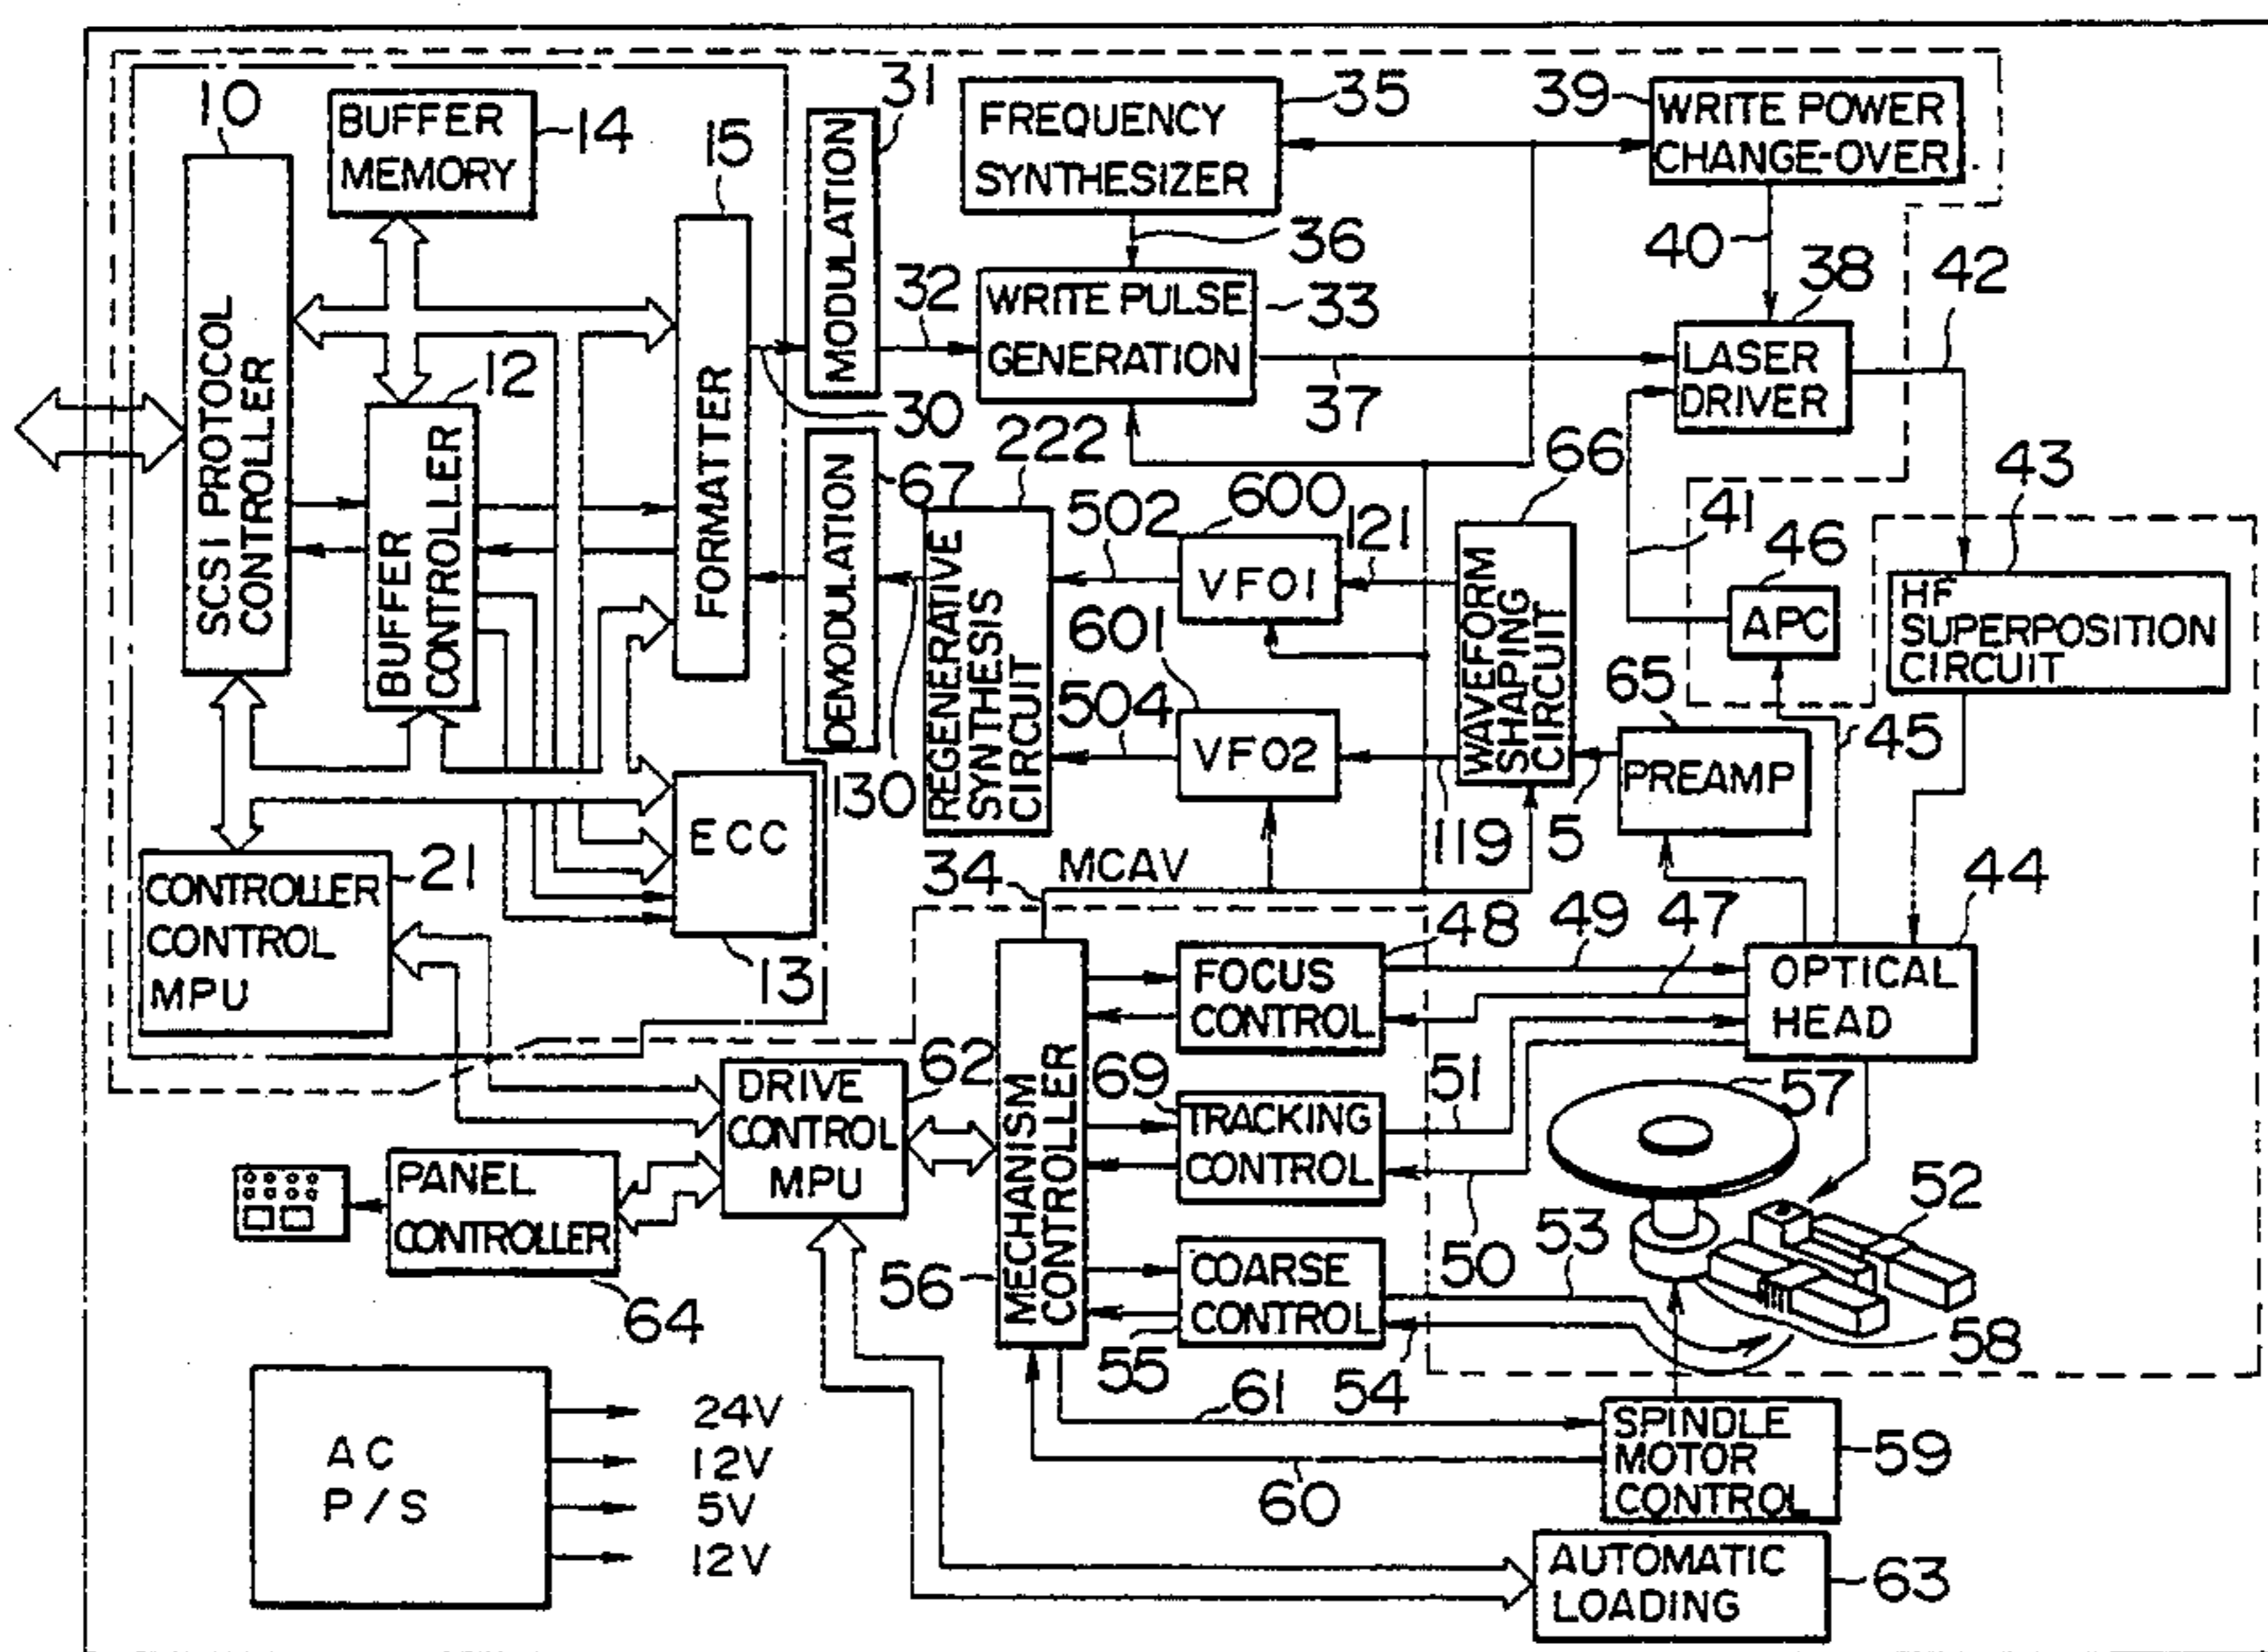 10
BUFFER
MEMORY
14
15
31
MODULATION
FREQUENCY
SYNTHESIZER
35
39
WRITE POWER
CHANGE-OVER
36
40
38
42
SCSI PROTOCOL
CONTROLLER
12
BUFFER
CONTROLLER
FORMATTER
32
WRITE PULSE
GENERATION
33
37
LASER
DRIVER
30
222
66
43
67
DEMODULATION
REGENERATIVE
SYNTHESIS
CIRCUIT
502
600
VFO1
121
WAVEFORM
SHAPING
CIRCUIT
41
46
APC
HF
SUPERPOSITION
CIRCUIT
601
504
VFO2
65
PREAMP
45
130
119
5
ECC
13
CONTROLLER
CONTROL
MPU
21
34
MCAV
48
49
47
44
FOCUS
CONTROL
OPTICAL
HEAD
DRIVE
CONTROL
MPU
62
MECHANISM
CONTROLLER
69
TRACKING
CONTROL
51
57
PANEL
CONTROLLER
64
56
COARSE
CONTROL
50
53
52
55
54
58
61
60
SPINDLE
MOTOR
CONTROL
59
AC
P/S
24V
12V
5V
12V
AUTOMATIC
LOADING
63